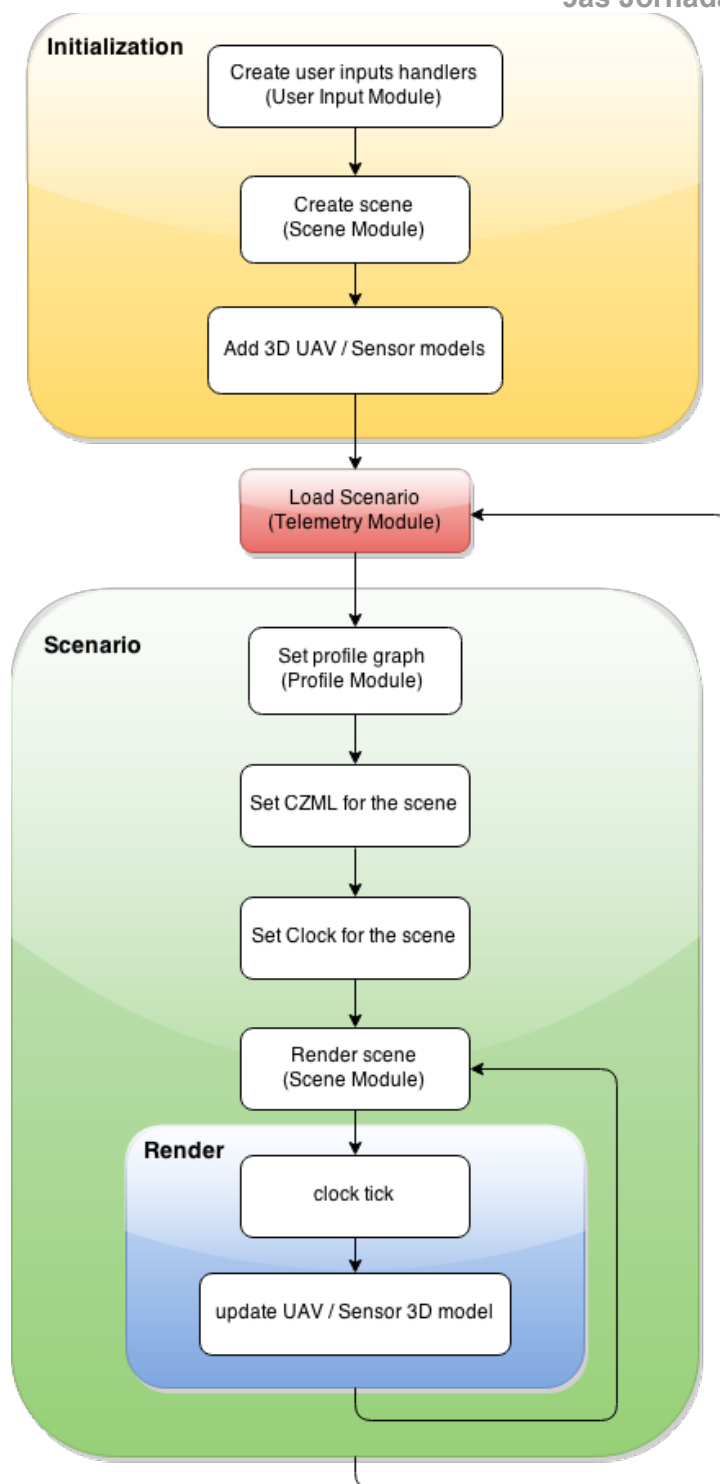 9as Jornada
Initialization
Create user inputs handlers
(User Input Module)
Create scene
(Scene Module)
Add 3D UAV / Sensor models
Load Scenario
(Telemetry Module)
Scenario
Set profile graph
(Profile Module)
Set CZML for the scene
Set Clock for the scene
Render scene
(Scene Module)
Render
clock tick
update UAV / Sensor 3D model